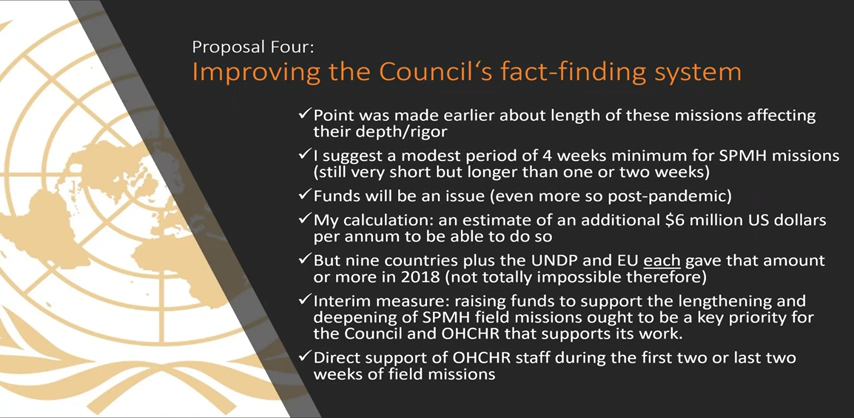 Proposal Four:
Improving the Council‘s fact-finding system
✓Point was made earlier about length of these missions affecting
their depth/rigor
✓I suggest a modest period of 4 weeks minimum for SPMH missions
(still very short but longer than one or two weeks)
✓Funds will be an issue (even more so post-pandemic)
✓My calculation: an estimate of an additional $6 million US dollars
per annum to be able to do so
✓But nine countries plus the UNDP and EU each gave that amount
or more in 2018 (not totally impossible therefore)
✓Interim measure: raising funds to support the lengthening and
deepening of SPMH field missions ought to be a key priority for
the Council and OHCHR that supports its work.
✓Direct support of OHCHR staff during the first two or last two
weeks of field missions